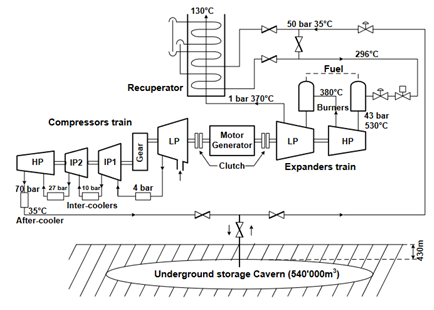 130°C
50 bar 35°C
296°C
Fuel
Recuperator
380°C
Burners
1 bar 370°C
43 bar
530°C
Compressors train
HP
IP2
IP1
Gear
LP
Motor
Generator
LP
HP
Clutch
Expanders train
70 bar
27 bar
10 bar
4 bar
Inter-coolers
35°C
After-cooler
430m
Underground storage Cavern (540'000m³)